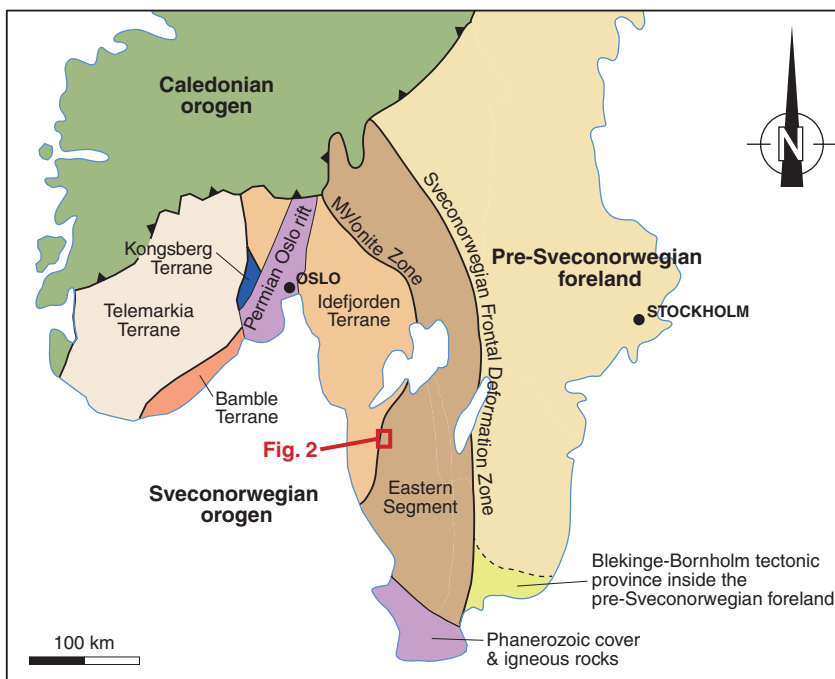 Caledonian
orogen
N
Kongsberg
Terrane
Permian Oslo rift
OSLO
Mylonite Zone
Sveconorwegian Frontal Deformation Zone
Pre-Sveconorwegian
foreland
STOCKHOLM
Telemarkia
Terrane
Idefjorden
Terrane
Bamble
Terrane
Fig. 2
Sveconorwegian
orogen
Eastern
Segment
Blekinge-Bornholm tectonic
province inside the
pre-Sveconorwegian foreland
100 km
Phanerozoic cover
& igneous rocks